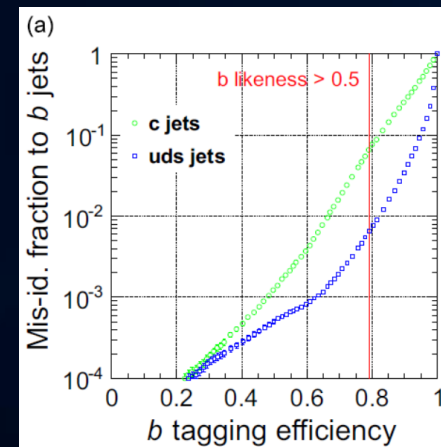 (a)
b likeness > 0.5
c jets
uds jets
Mis-id. fraction to b jets
1
10⁻¹
10⁻²
10⁻³
10⁻⁴
0 0.2 0.4 0.6 0.8 1
b tagging efficiency